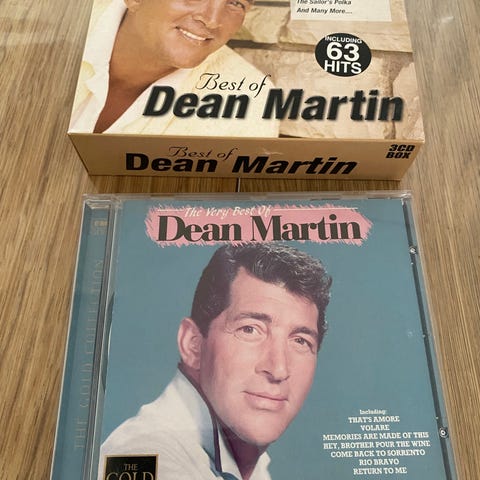 The Sailor's Polka
And Many More....
INCLUDING
63
HITS
Best of
Dean Martin
Best of
Dean Martin
3CD
BOX
The Very Best Of
Dean Martin
THE GOLD COLLECTION
Including:
THAT'S AMORE
VOLARE
MEMORIES ARE MADE OF THIS
HEY, BROTHER POUR THE WINE
COME BACK TO SORRENTO
RIO BRAVO
RETURN TO ME
THE
GOLD